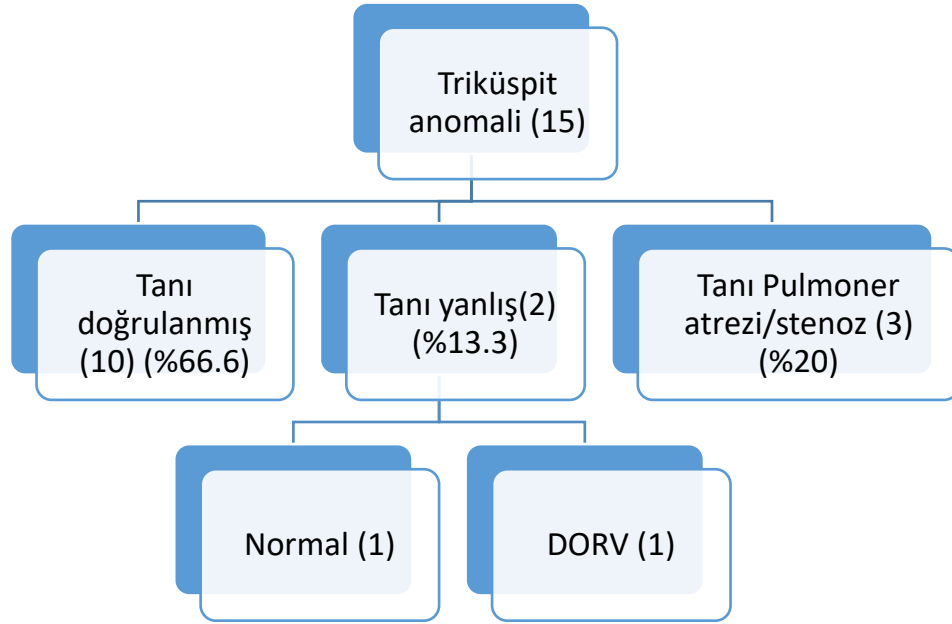 Triküspit
anomali (15)
Tanı
doğrulanmış
(10) (%66.6)
Tanı yanlış(2)
(%13.3)
Tanı Pulmoner
atrezi/stenoz (3)
(%20)
Normal (1)
DORV (1)